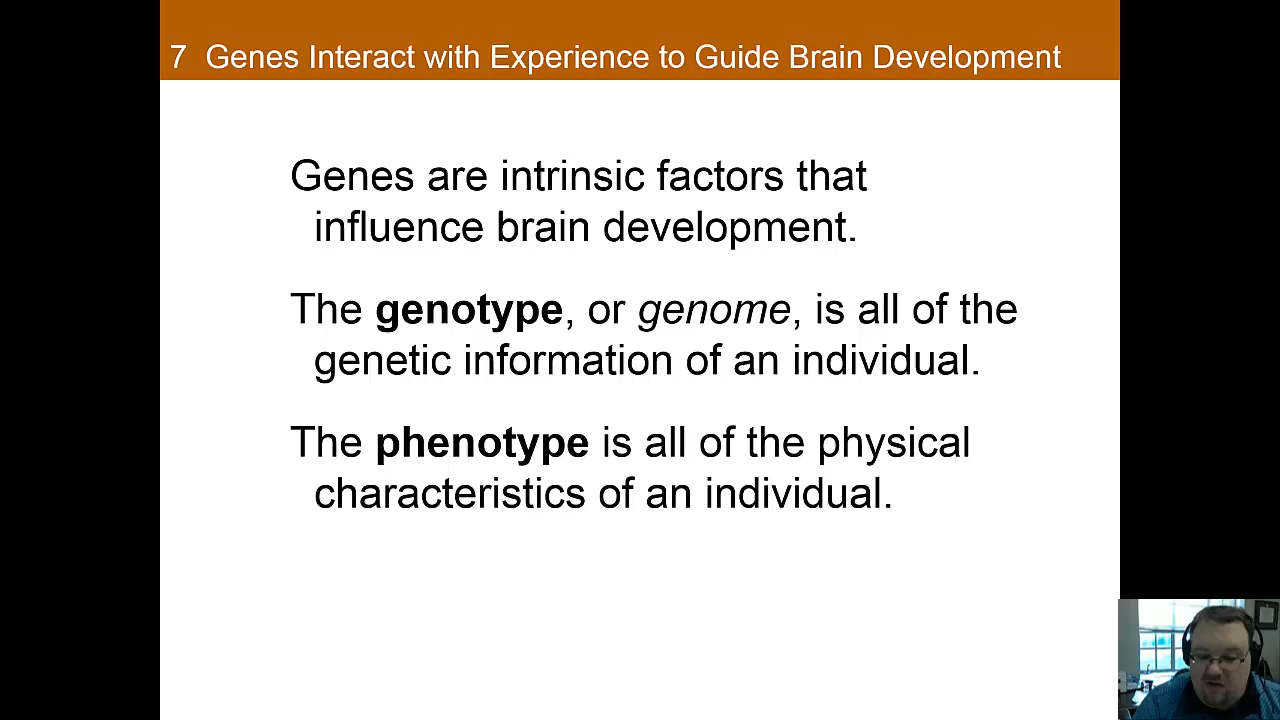 7 Genes Interact with Experience to Guide Brain Development
Genes are intrinsic factors that
influence brain development.
The genotype, or genome, is all of the
genetic information of an individual.
The phenotype is all of the physical
characteristics of an individual.